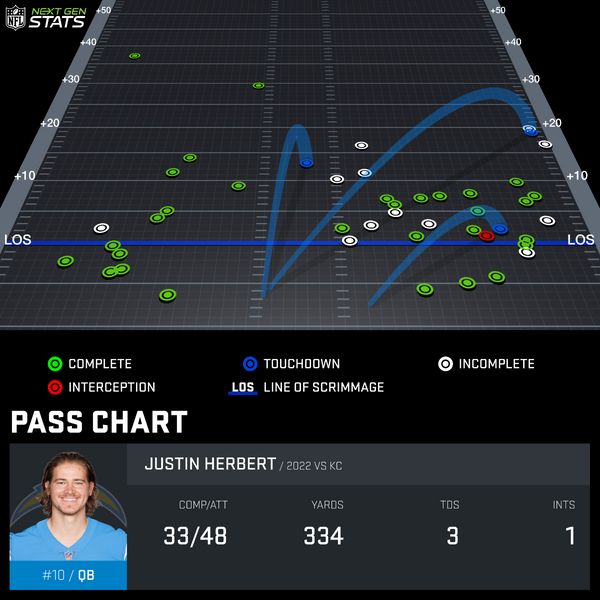 NFL NEXT GEN
STATS
+50 +50
+40 +40
+30 +30
+20 +20
+10 +10
LOS LOS
COMPLETE TOUCHDOWN INCOMPLETE
INTERCEPTION LOS LINE OF SCRIMMAGE
PASS CHART
JUSTIN HERBERT / 2022 VS KC
COMP/ATT YARDS TDS INTS
33/48 334 3 1
#10 / QB